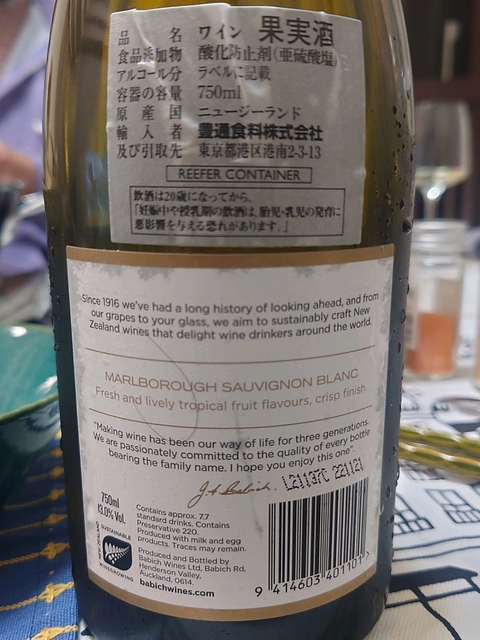 品名 ワイン 果実酒
食品添加物 酸化防止剤(亜硫酸塩)
アルコール分 ラベルに記載
容器の容量 750ml
原産国 ニュージーランド
輸入者 豊通食料株式会社
及び引取先 東京都港区港南2-3-13
REEFER CONTAINER
飲酒は20歳になってから。
「妊娠中や授乳期の飲酒は、胎児・乳児の発育に
悪影響を与える恐れがあります。」
Since 1916 we've had a long history of looking ahead, and from
our grapes to your glass, we aim to sustainably craft New
Zealand wines that delight wine drinkers around the world.
MARLBOROUGH SAUVIGNON BLANC
Fresh and lively tropical fruit flavours, crisp finish.
"Making wine has been our way of life for three generations.
We are passionately committed to the quality of every bottle
bearing the family name. I hope you enjoy this one".
L21197C 221121
750ml
13.0% Vol.
Contains approx. 7.7
standard drinks. Contains
Preservative 220.
Produced with milk and egg
products. Traces may remain.
Produced and Bottled by
Babich Wines Ltd, Babich Rd,
Henderson Valley,
Auckland, 0614.
babichwines.com
SUSTAINABLE
NEW ZEALAND
WINEGROWING
9 414603 401101 >